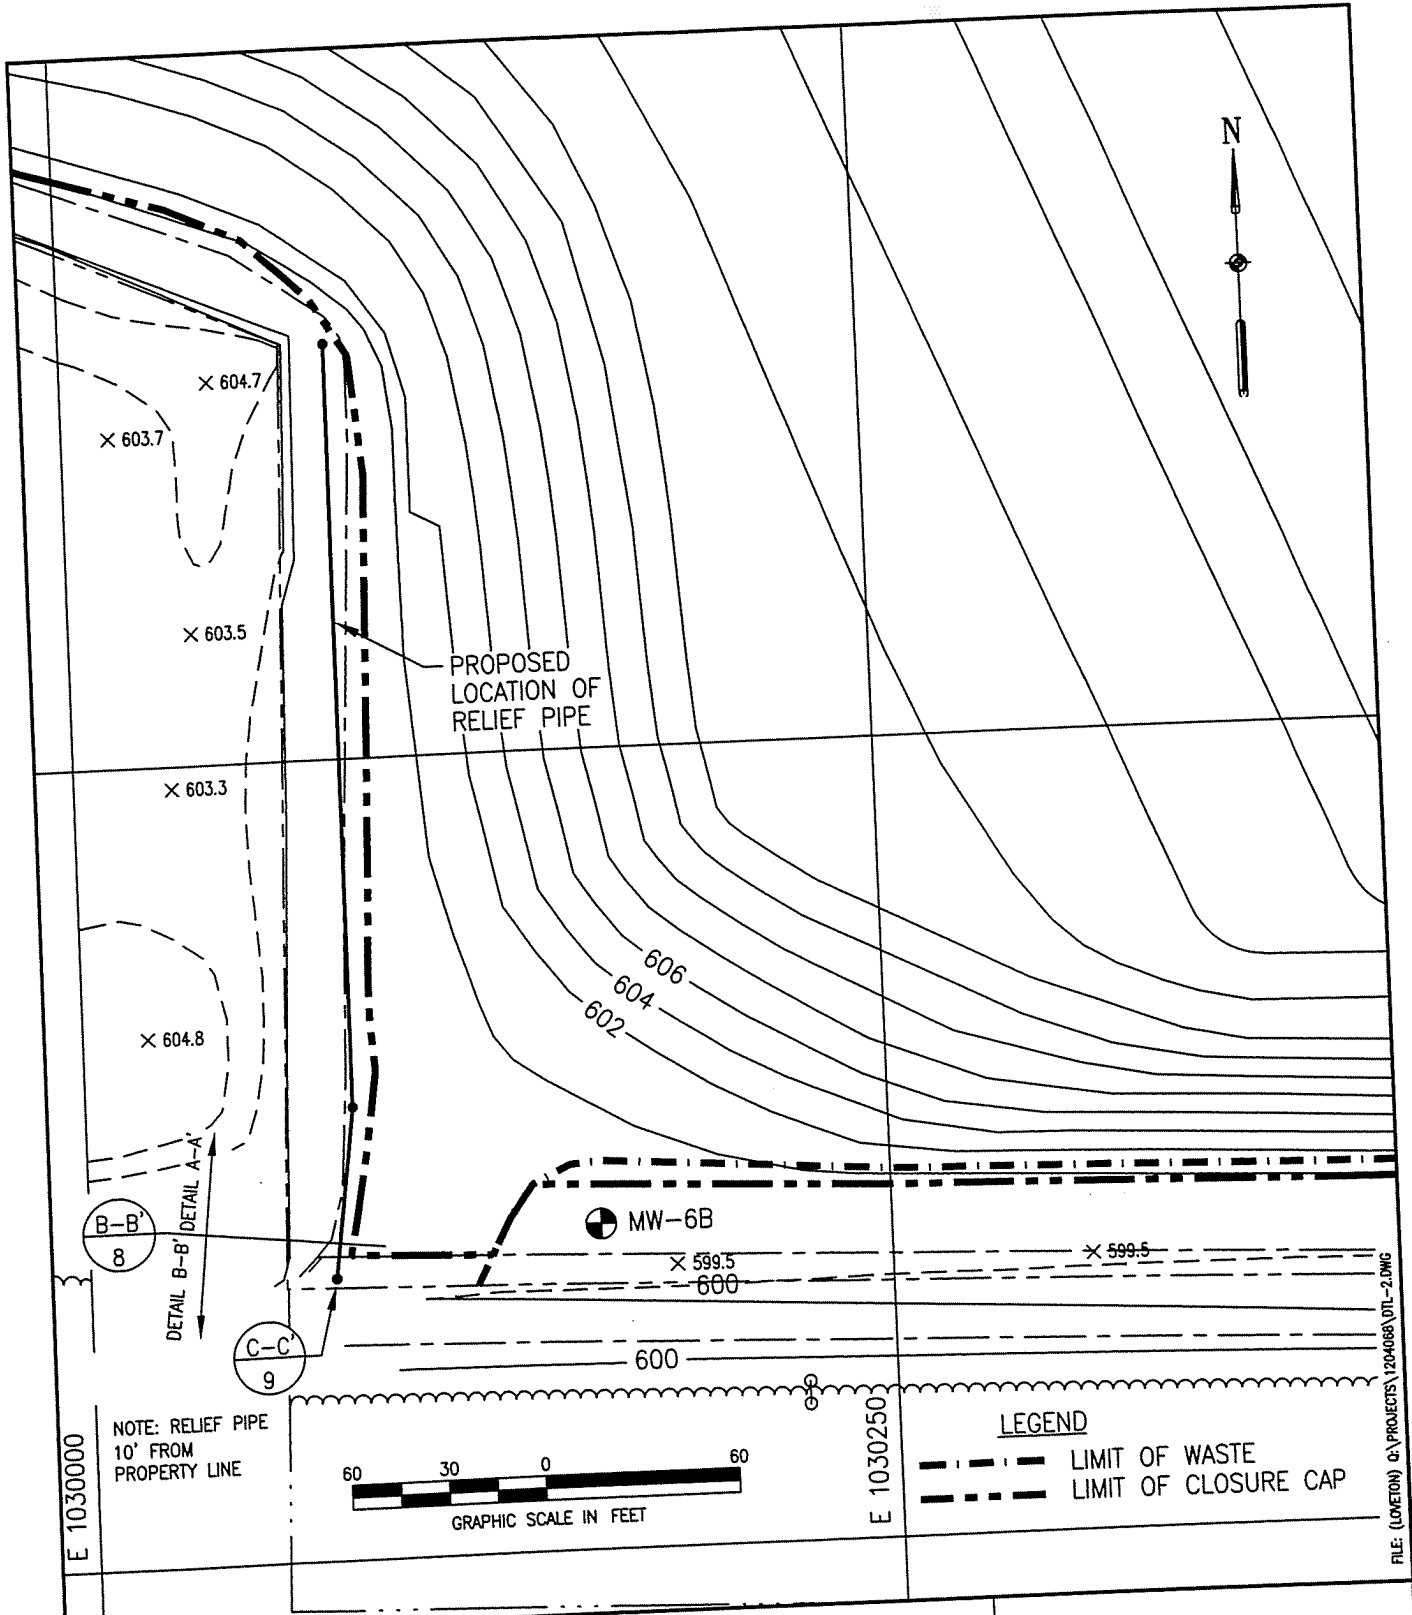 N
× 604.7
× 603.7
× 603.5
PROPOSED
LOCATION OF
RELIEF PIPE
× 603.3
606
604
602
× 604.8
DETAIL A-A'
DETAIL B-B'
B-B'
8
MW-6B
× 599.5
× 599.5
600
C-C'
9
600
NOTE: RELIEF PIPE
10' FROM
PROPERTY LINE
E 1030000
60 30 0 60
GRAPHIC SCALE IN FEET
E 1030250
LEGEND
LIMIT OF WASTE
LIMIT OF CLOSURE CAP
FILE: (LOVETON) Q:\PROJECTS\1204068\DTL-2.DWG